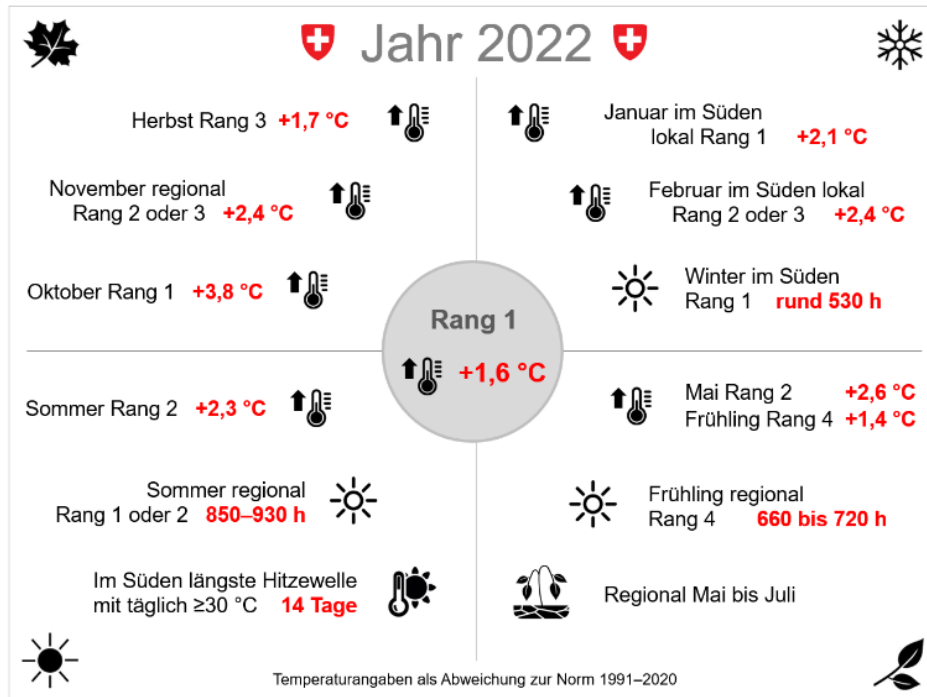 Jahr 2022
Herbst Rang 3 +1,7 °C
November regional
Rang 2 oder 3 +2,4 °C
Oktober Rang 1 +3,8 °C
Januar im Süden
lokal Rang 1 +2,1 °C
Februar im Süden lokal
Rang 2 oder 3 +2,4 °C
Winter im Süden
Rang 1 rund 530 h
Rang 1
+1,6 °C
Sommer Rang 2 +2,3 °C
Sommer regional
Rang 1 oder 2 850–930 h
Im Süden längste Hitzewelle
mit täglich ≥30 °C 14 Tage
Mai Rang 2 +2,6 °C
Frühling Rang 4 +1,4 °C
Frühling regional
Rang 4 660 bis 720 h
Regional Mai bis Juli
Temperaturangaben als Abweichung zur Norm 1991–2020